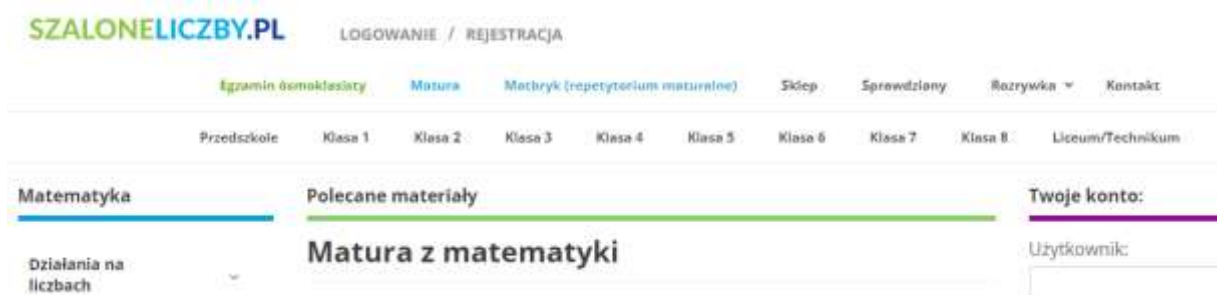 SZALONELICZBY.PL LOGOWANIE / REJESTRACJA
Egzamin ósmoklasisty Matura Matbryk (repetytorium maturalne) Sklep Sprawdziany Rozrywka Kontakt
Przedszkole Klasa 1 Klasa 2 Klasa 3 Klasa 4 Klasa 5 Klasa 6 Klasa 7 Klasa 8 Liceum/Technikum
Matematyka Polecane materiały Twoje konto:
Matura z matematyki
Użytkownik:
Działania na
liczbach